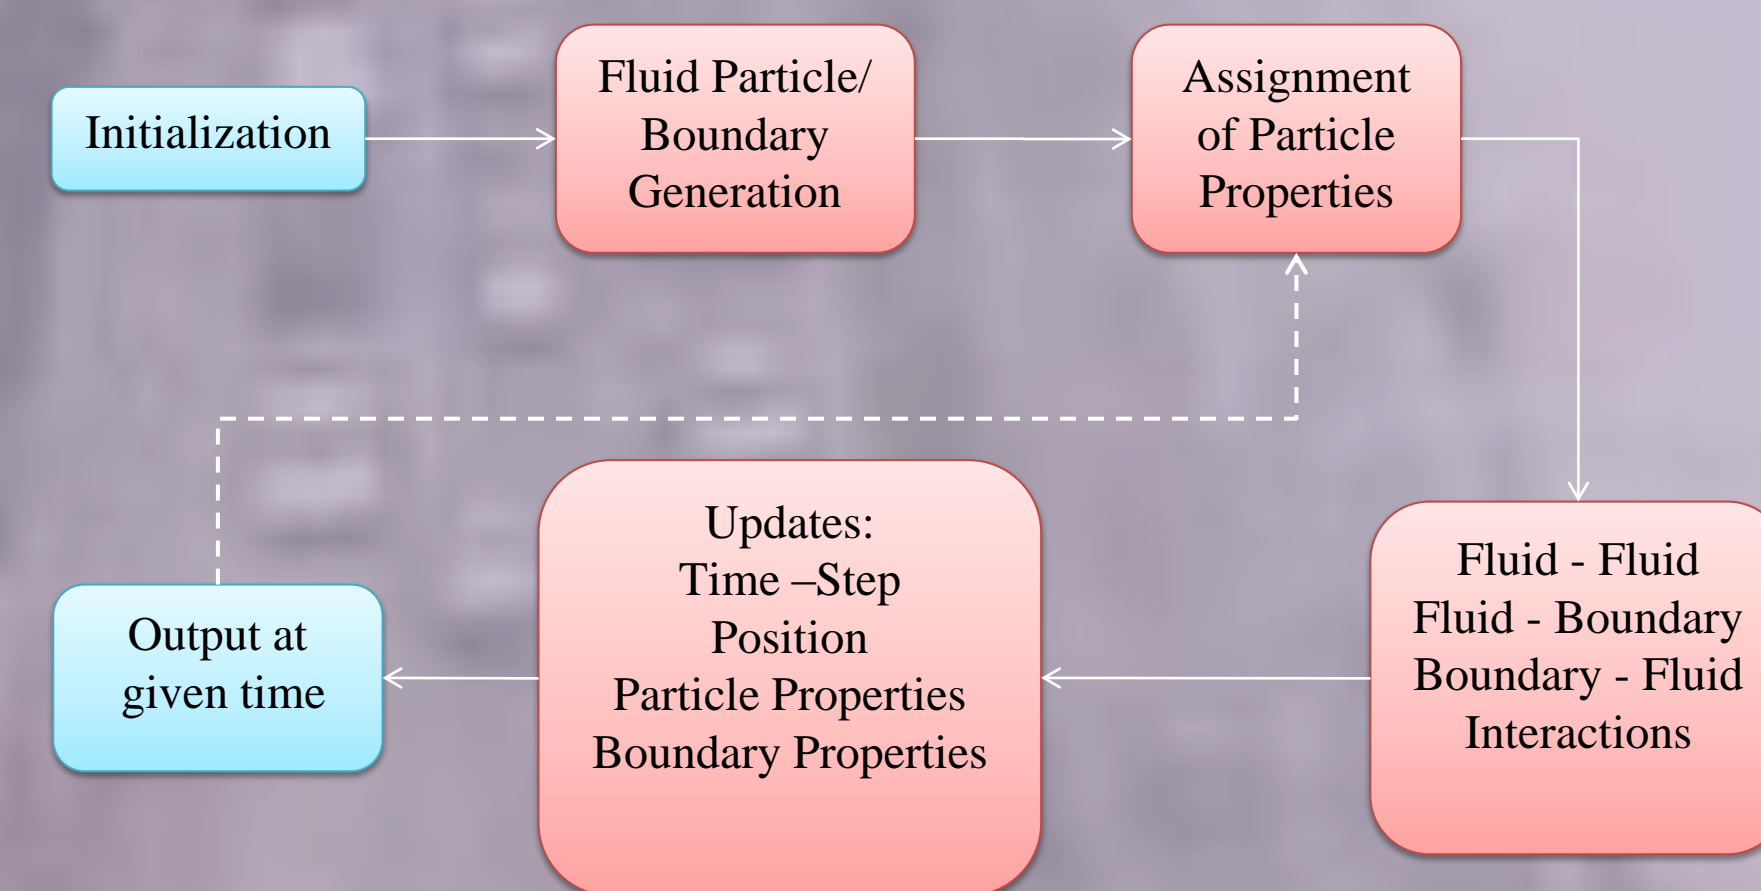 Initialization
Fluid Particle/
Boundary
Generation
Assignment
of Particle
Properties
Fluid - Fluid
Fluid - Boundary
Boundary - Fluid
Interactions
Updates:
Time –Step
Position
Particle Properties
Boundary Properties
Output at
given time